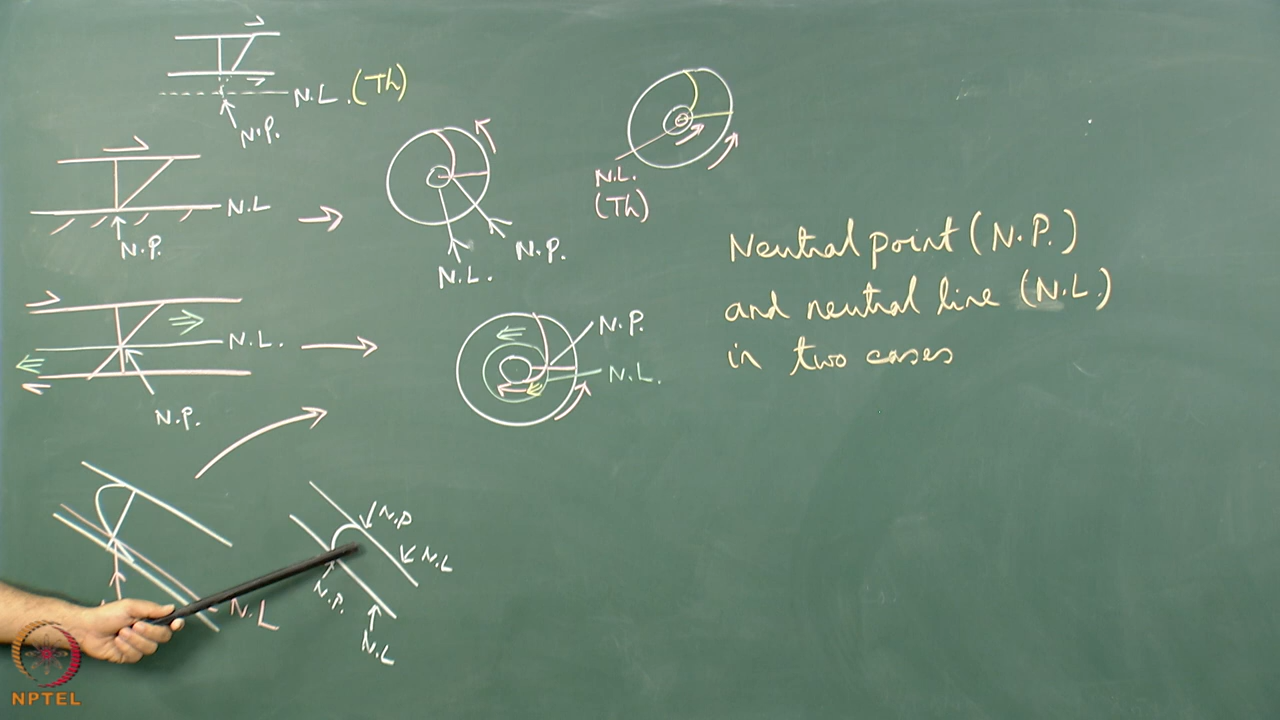 N.L. (Th)
N.P.
N.L
N.P.
N.L.
N.P.
N.L.
(Th)
Neutral point (N.P.)
and neutral line (N.L.)
in two cases
N.L.
N.P.
N.P.
N.L.
N.L
N.P
N.L
N.P.
N.L
NPTEL